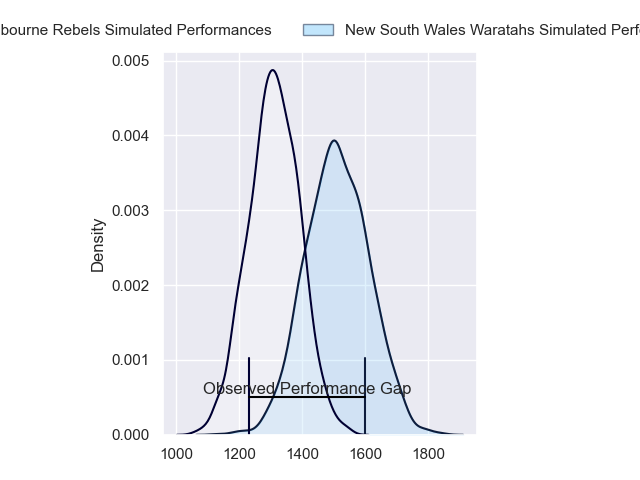 bourne Rebels Simulated Performances
New South Wales Waratahs Simulated Perf
Density
0.005
0.004
0.003
0.002
0.001
0.000
Observed Performance Gap
1000 1200 1400 1600 1800